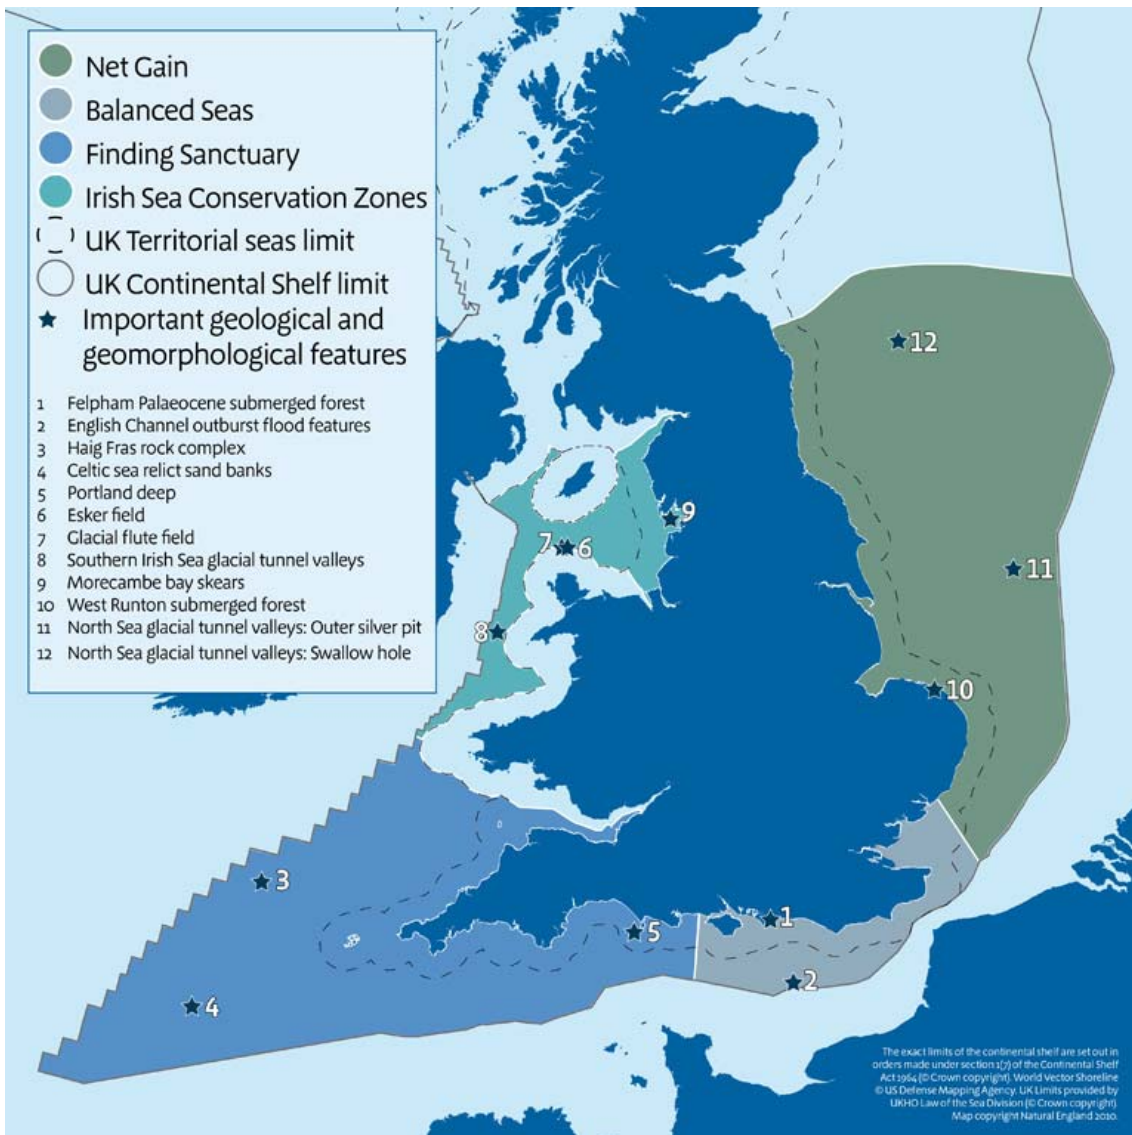 Net Gain
Balanced Seas
Finding Sanctuary
Irish Sea Conservation Zones
UK Territorial seas limit
UK Continental Shelf limit
Important geological and
geomorphological features
1 Felpham Palaeocene submerged forest
2 English Channel outburst flood features
3 Haig Fras rock complex
4 Celtic sea relict sand banks
5 Portland deep
6 Esker field
7 Glacial flute field
8 Southern Irish Sea glacial tunnel valleys
9 Morecambe bay skears
10 West Runton submerged forest
11 North Sea glacial tunnel valleys: Outer silver pit
12 North Sea glacial tunnel valleys: Swallow hole
12
9
7
6
11
8
10
3
1
5
2
4
The exact limits of the continental shelf are set out in
orders made under section 1(7) of the Continental Shelf
Act 1964 (© Crown copyright). World Vector Shoreline
© US Defense Mapping Agency. UK Limits provided by
UKHO Law of the Sea Division (© Crown copyright).
Map copyright Natural England 2010.